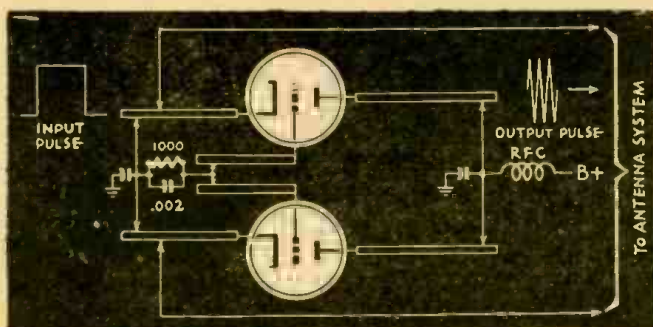 INPUT
PULSE
1000
.002
OUTPUT PULSE
RFC
B+
TO ANTENNA SYSTEM